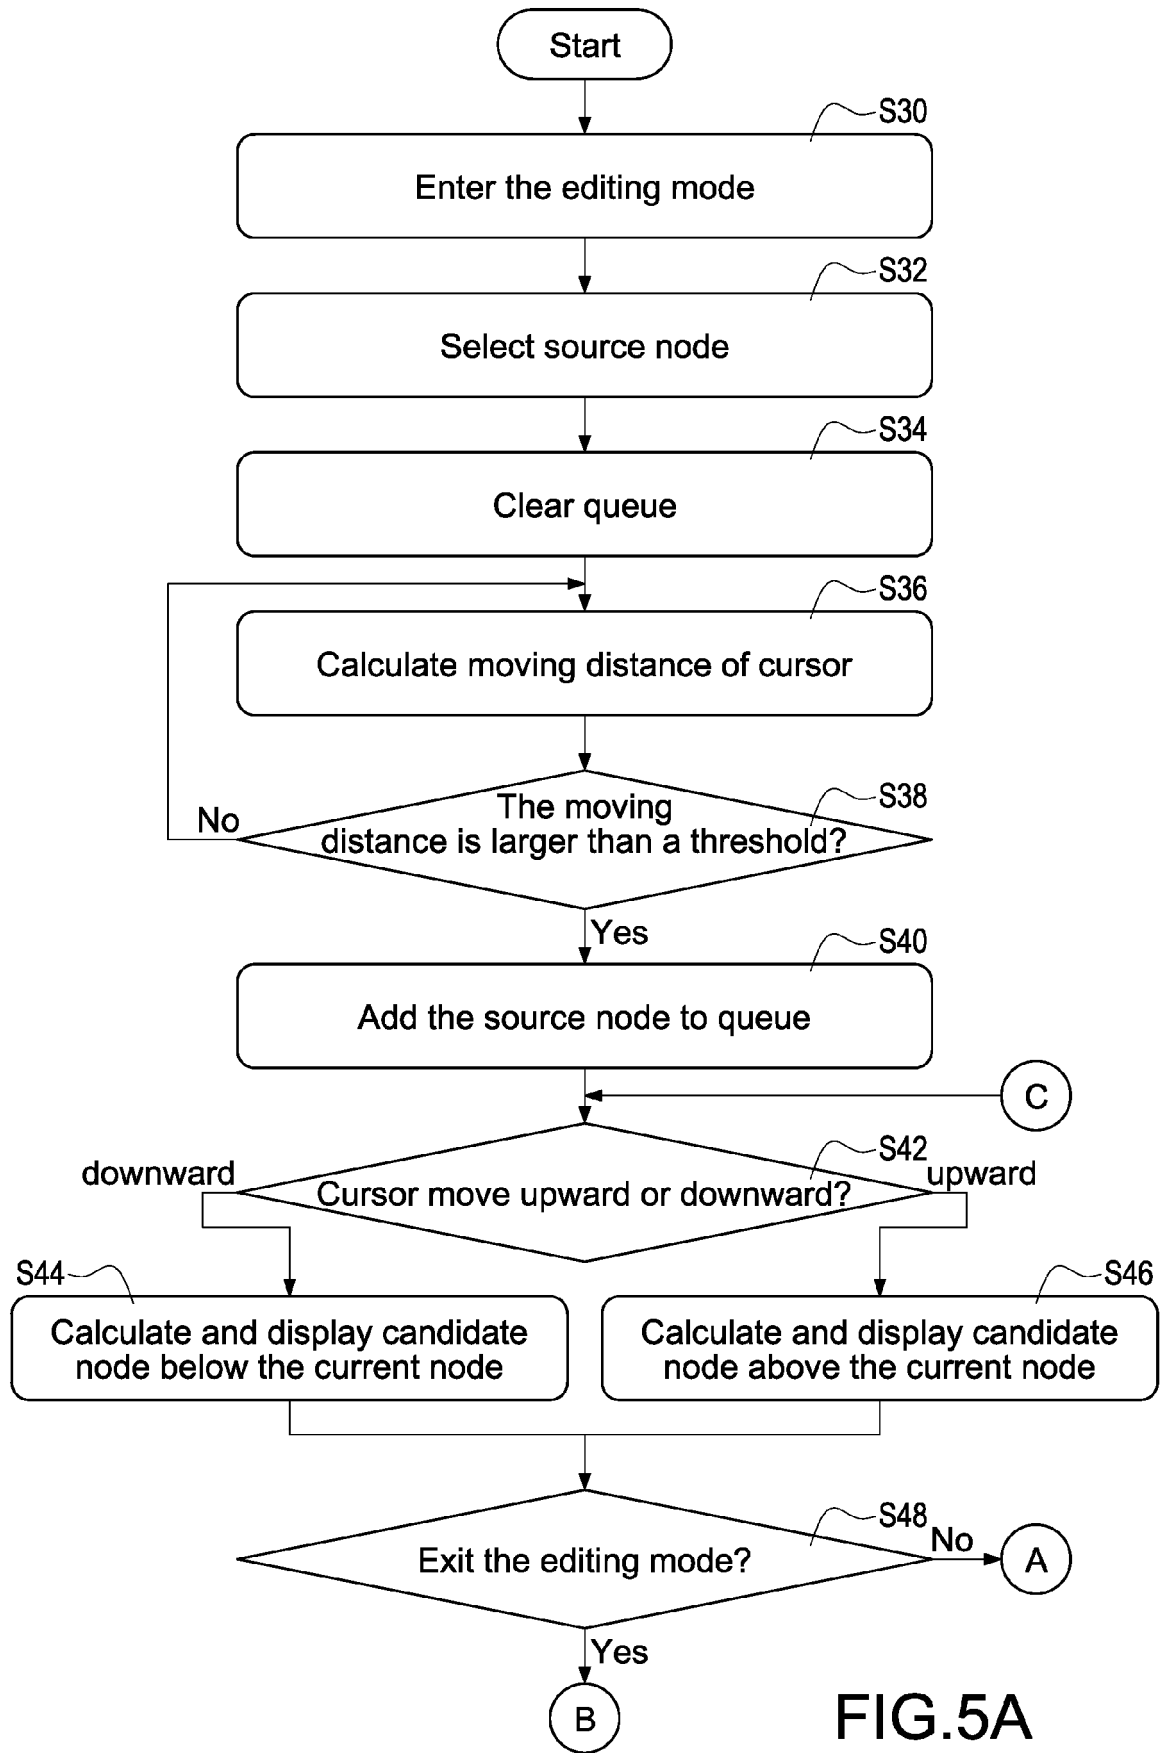 Start
S30
Enter the editing mode
S32
Select source node
S34
Clear queue
S36
Calculate moving distance of cursor
S38
The moving
distance is larger than a threshold?
No
Yes
S40
Add the source node to queue
C
S42
downward
upward
Cursor move upward or downward?
S44
S46
Calculate and display candidate
node below the current node
Calculate and display candidate
node above the current node
S48
Exit the editing mode?
No
A
Yes
B
FIG.5A